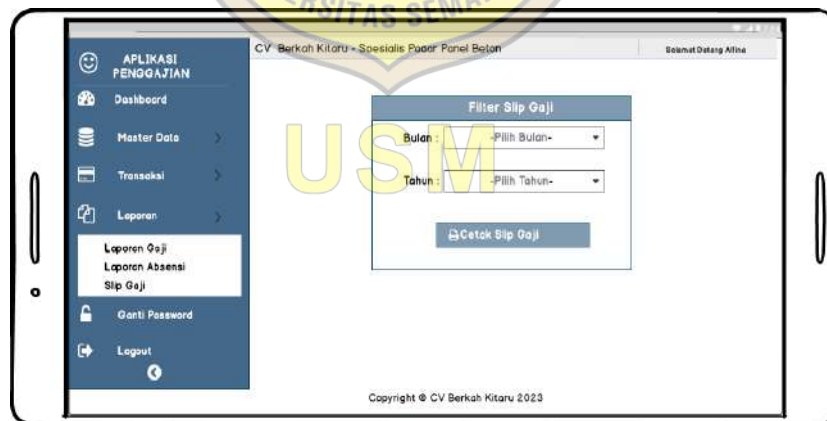 ERSITAS SEMA
CV Berkah Kitaru - Spesialis Pagar Panel Beton
Selamat Datang Alfina
APLIKASI
PENGGAJIAN
Dashboard
Master Data
Transaksi
Laporan
Laporan Gaji
Laporan Absensi
Slip Gaji
Ganti Password
Logout
Filter Slip Gaji
Bulan : -Pilih Bulan-
Tahun : -Pilih Tahun-
Cetak Slip Gaji
USM
Copyright © CV Berkah Kitaru 2023